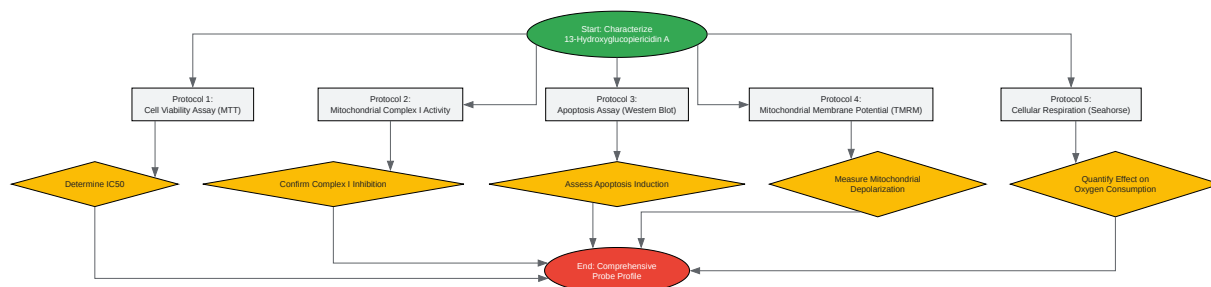 Start: Characterize
13-Hydroxyglucopiericidin A
Protocol 1:
Cell Viability Assay (MTT)
Protocol 2:
Mitochondrial Complex I Activity
Protocol 3:
Apoptosis Assay (Western Blot)
Protocol 4:
Mitochondrial Membrane Potential (TMRM)
Protocol 5:
Cellular Respiration (Seahorse)
Determine IC50
Confirm Complex I Inhibition
Assess Apoptosis Induction
Measure Mitochondrial
Depolarization
Quantify Effect on
Oxygen Consumption
End: Comprehensive
Probe Profile